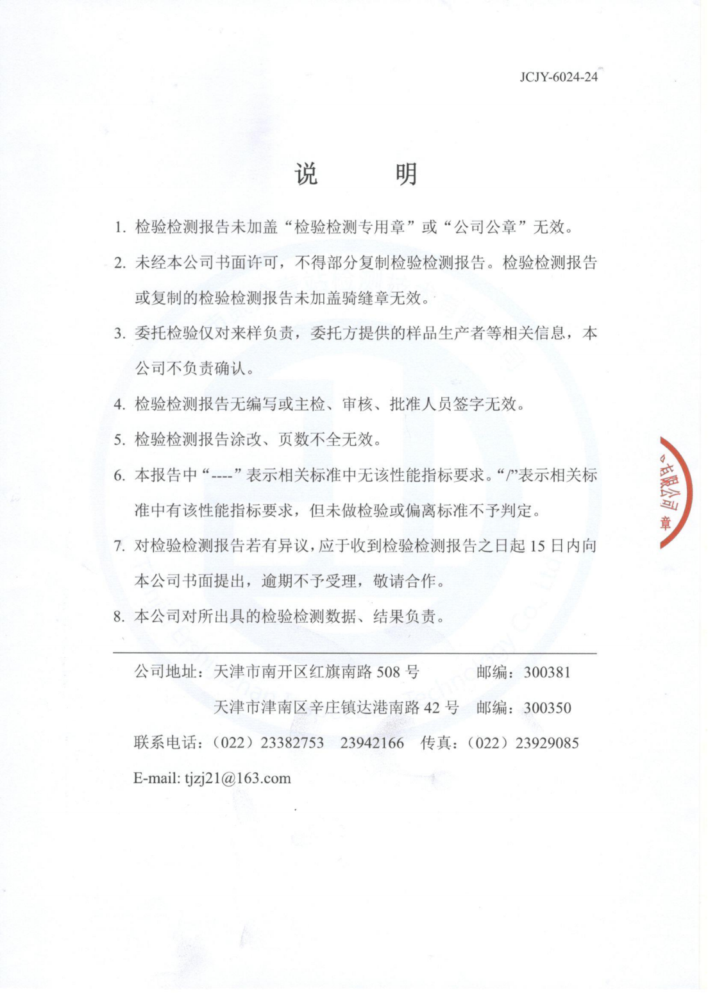 JCJY-6024-24
说 明
1. 检验检测报告未加盖“检验检测专用章”或“公司公章”无效。
2. 未经本公司书面许可，不得部分复制检验检测报告。检验检测报告
或复制的检验检测报告未加盖骑缝章无效。
3. 委托检验仅对来样负责，委托方提供的样品生产者等相关信息，本
公司不负责确认。
4. 检验检测报告无编写或主检、审核、批准人员签字无效。
5. 检验检测报告涂改、页数不全无效。
6. 本报告中“----”表示相关标准中无该性能指标要求。“/”表示相关标
准中有该性能指标要求，但未做检验或偏离标准不予判定。
7. 对检验检测报告若有异议，应于收到检验检测报告之日起 15 日内向
本公司书面提出，逾期不予受理，敬请合作。
8. 本公司对所出具的检验检测数据、结果负责。
公司地址：天津市南开区红旗南路 508 号 邮编：300381
天津市津南区辛庄镇达港南路 42 号 邮编：300350
联系电话：（022）23382753 23942166 传真：（022）23929085
E-mail: tjzj21@163.com
限公司
章